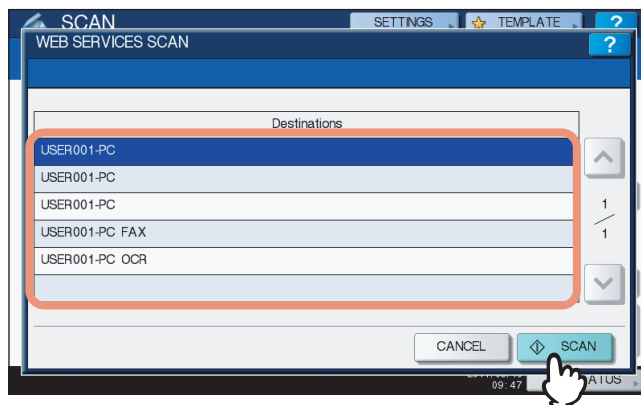 SCAN SETTINGS TEMPLATE ?
WEB SERVICES SCAN ?
Destinations
USER001-PC
USER001-PC
USER001-PC
USER001-PC FAX
USER001-PC OCR
1
1
CANCEL SCAN
09:47